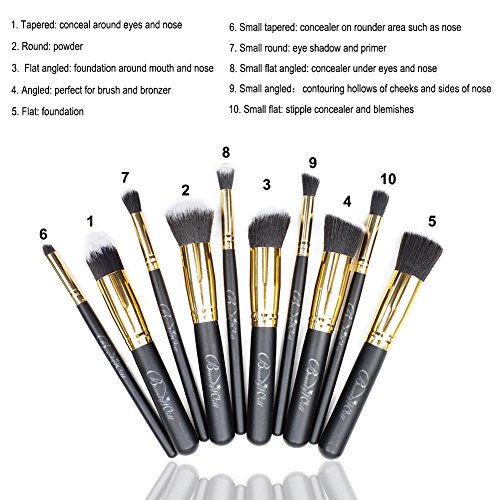 1. Tapered: conceal around eyes and nose
2. Round: powder
3. Flat angled: foundation around mouth and nose
4. Angled: perfect for brush and bronzer
5. Flat: foundation
6. Small tapered: concealer on rounder area such as nose
7. Small round: eye shadow and primer
8. Small flat angled: concealer under eyes and nose
9. Small angled: contouring hollows of cheeks and sides of nose
10. Small flat: stipple concealer and blemishes
6
1
7
2
8
3
9
4
10
5